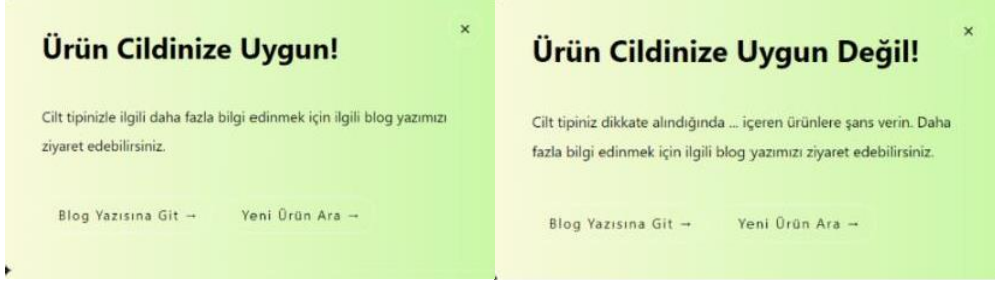 ×
Ürün Cildinize Uygun!
Cilt tipinizle ilgili daha fazla bilgi edinmek için ilgili blog yazımızı
ziyaret edebilirsiniz.
Blog Yazısına Git → Yeni Ürün Ara →
×
Ürün Cildinize Uygun Değil!
Cilt tipiniz dikkate alındığında ... içeren ürünlere şans verin. Daha
fazla bilgi edinmek için ilgili blog yazımızı ziyaret edebilirsiniz.
Blog Yazısına Git → Yeni Ürün Ara →